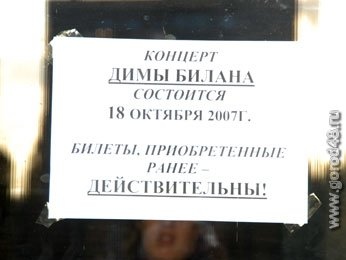 КОНЦЕРТ
ДИМЫ БИЛАНА
СОСТОИТСЯ
18 ОКТЯБРЯ 2007Г.
БИЛЕТЫ, ПРИОБРЕТЕННЫЕ
РАНЕЕ –
ДЕЙСТВИТЕЛЬНЫ!
www.gorod48.ru